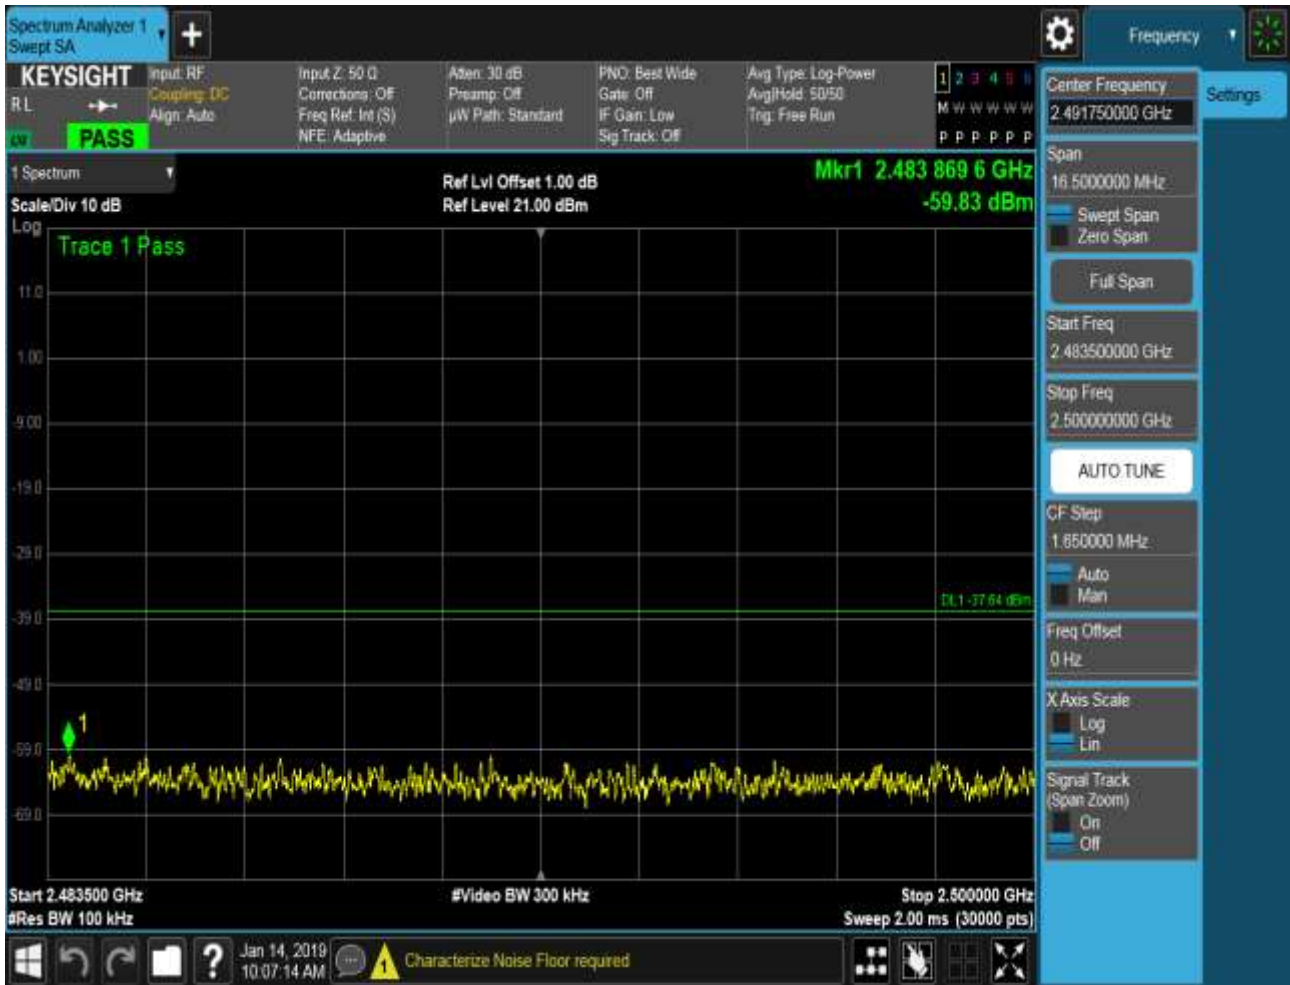 Spectrum Analyzer 1
Swept SA
Frequency
KEYSIGHT
R L
PASS
Input: RF
Coupling: DC
Align: Auto
Input Z: 50 Ω
Corrections: Off
Freq Ref: Int (S)
NFE: Adaptive
Atten: 30 dB
Preamp: Off
µW Path: Standard
PNO: Best Wide
Gate: Off
IF Gain: Low
Sig Track: Off
Avg Type: Log-Power
Avg|Hold: 50/50
Trig: Free Run
1 2 3 4 5 6
M W W W W W
P P P P P P
1 Spectrum
Scale/Div 10 dB
Ref Lvl Offset 1.00 dB
Ref Level 21.00 dBm
Mkr1 2.483 869 6 GHz
-59.83 dBm
Log
Trace 1 Pass
11.0
1.00
-9.00
-19.0
-29.0
DL1 -37.64 dBm
-39.0
-49.0
1
-59.0
-69.0
Start 2.483500 GHz
#Video BW 300 kHz
Stop 2.500000 GHz
#Res BW 100 kHz
Sweep 2.00 ms (30000 pts)
Center Frequency
2.491750000 GHz
Settings
Span
16.5000000 MHz
Swept Span
Zero Span
Full Span
Start Freq
2.483500000 GHz
Stop Freq
2.500000000 GHz
AUTO TUNE
CF Step
1.650000 MHz
Auto
Man
Freq Offset
0 Hz
X Axis Scale
Log
Lin
Signal Track
(Span Zoom)
On
Off
?
Jan 14, 2019
10:07:14 AM
1
Characterize Noise Floor required